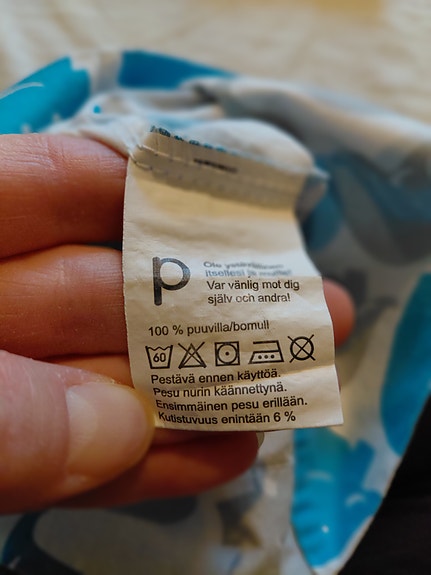 p
Ole ystävällinen
itsellesi ja muille!
Var vänlig mot dig
själv och andra!
100 % puuvilla/bomull
60
Pestävä ennen käyttöä.
Pesu nurin käännettynä.
Ensimmäinen pesu erillään.
Kutistuvuus enintään 6 %